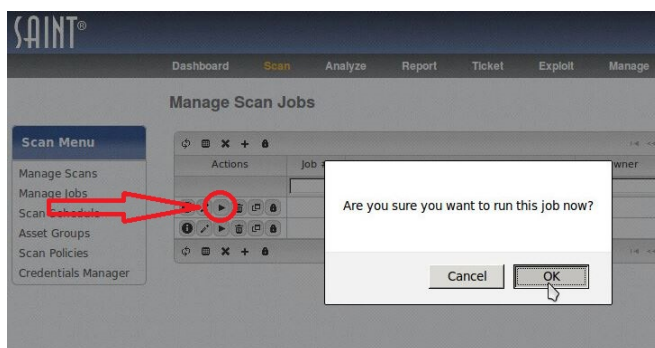 SAINT®
Dashboard Scan Analyze Report Ticket Exploit Manage
Manage Scan Jobs
Scan Menu
Manage Scans
Manage Jobs
Scan Schedule
Asset Groups
Scan Policies
Credentials Manager
Actions Job
Are you sure you want to run this job now?
Cancel OK